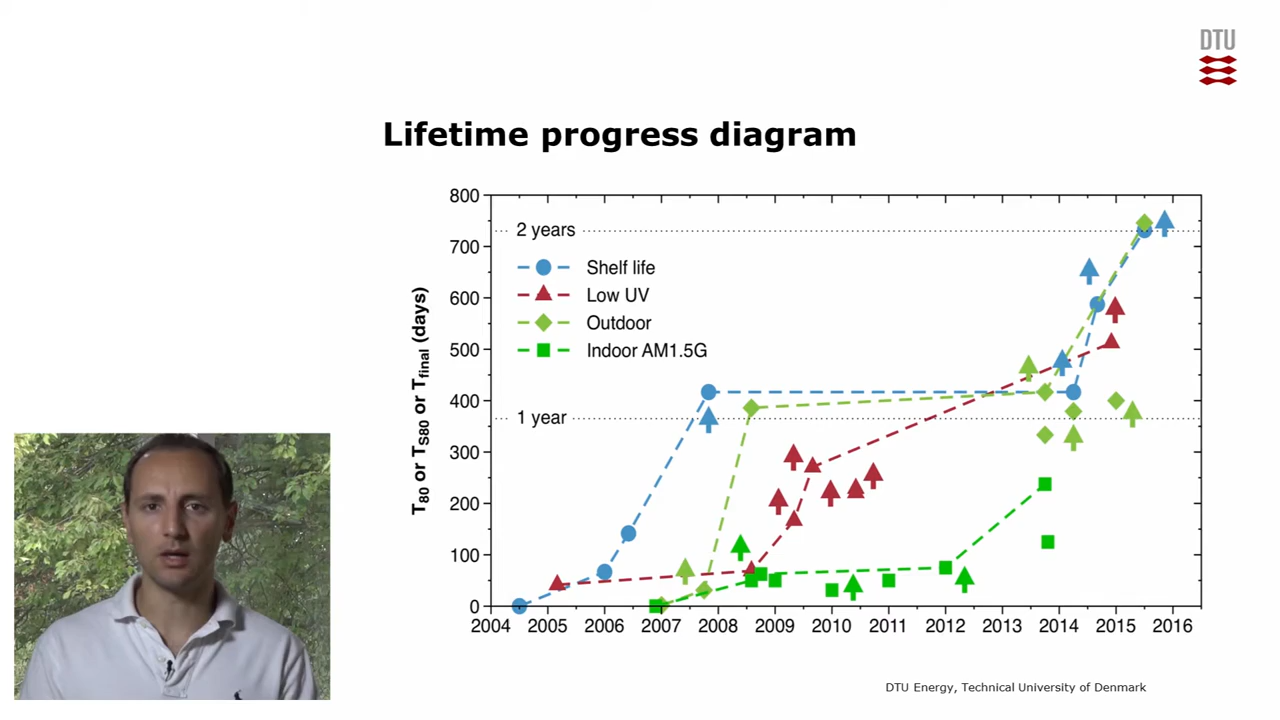 DTU
Lifetime progress diagram
T80 or TS80 or Tfinal (days)
800
700
600
500
400
300
200
100
0
2 years
Shelf life
Low UV
Outdoor
Indoor AM1.5G
1 year
2004 2005 2006 2007 2008 2009 2010 2011 2012 2013 2014 2015 2016
DTU Energy, Technical University of Denmark